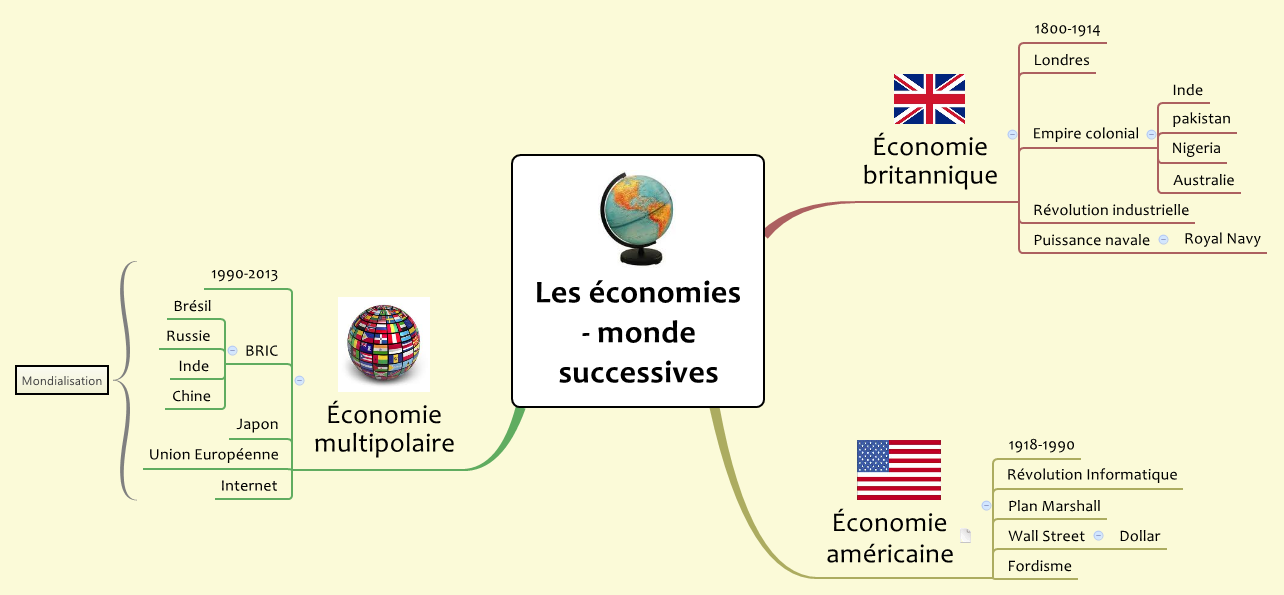 Les économies
- monde
successives
Économie
britannique
1800-1914
Londres
Empire colonial
Inde
pakistan
Nigeria
Australie
Révolution industrielle
Puissance navale
Royal Navy
Économie
américaine
1918-1990
Révolution Informatique
Plan Marshall
Wall Street
Dollar
Fordisme
Économie
multipolaire
1990-2013
BRIC
Brésil
Russie
Inde
Chine
Japon
Union Européenne
Internet
Mondialisation